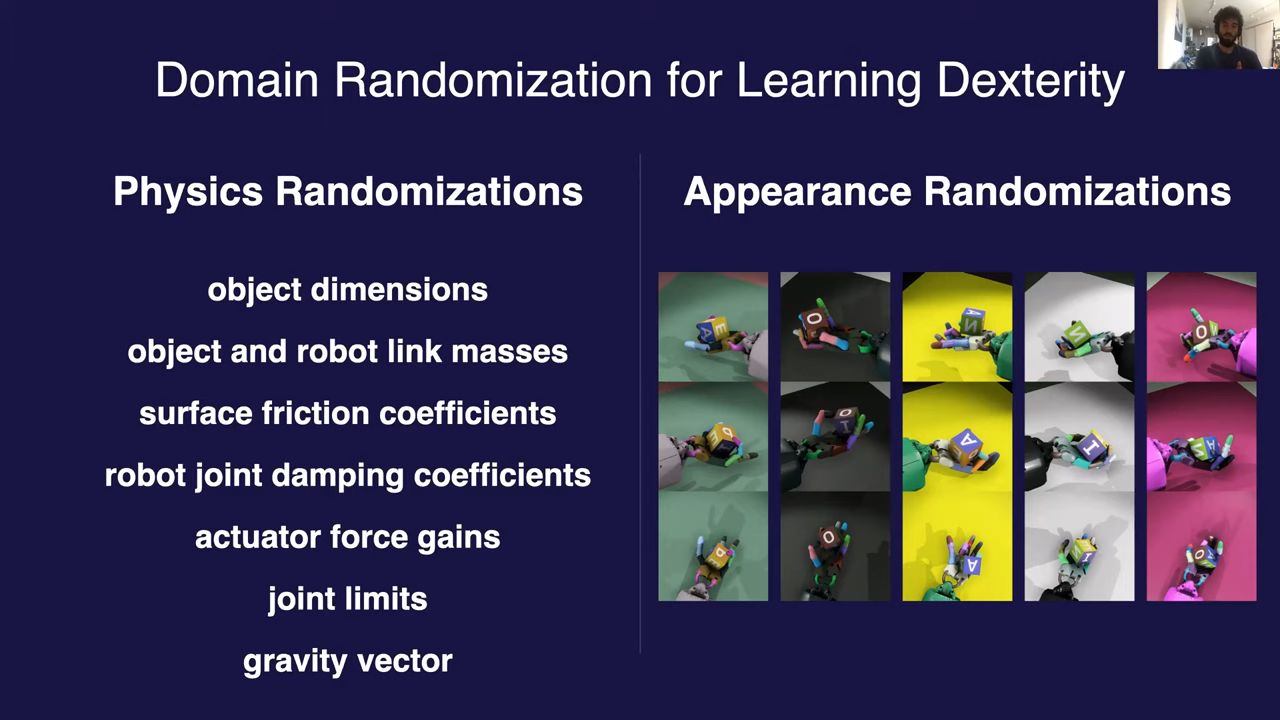 Domain Randomization for Learning Dexterity
Physics Randomizations
object dimensions
object and robot link masses
surface friction coefficients
robot joint damping coefficients
actuator force gains
joint limits
gravity vector
Appearance Randomizations